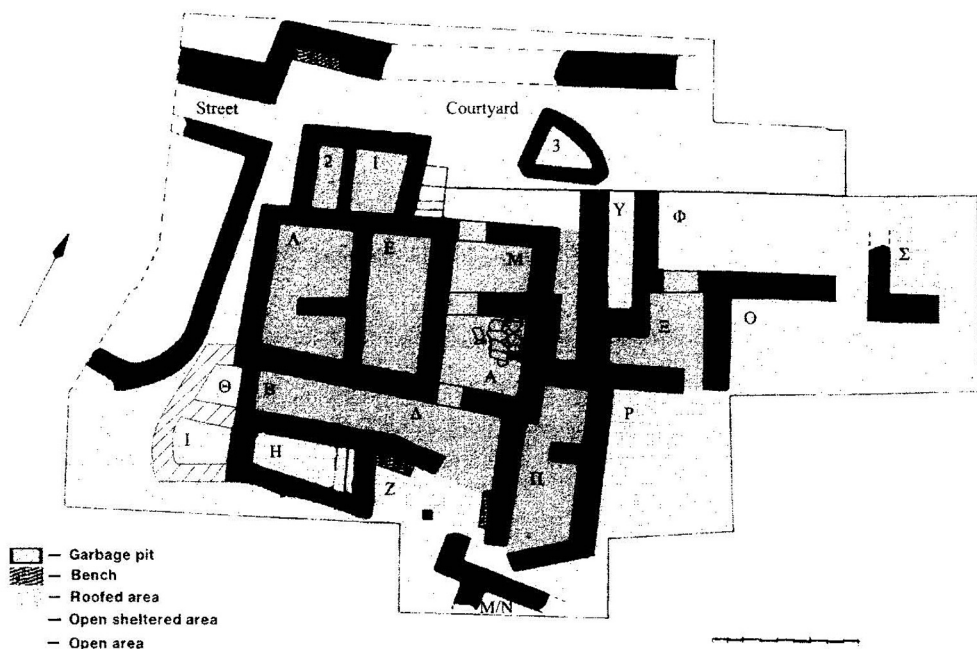 Street
Courtyard
3
2 1
Υ
Φ
Λ
Ε
Μ
Σ
Ξ
Ο
Λ
Θ
Β
Δ
Ρ
Ι
Η
Ζ
Π
M/N
— Garbage pit
— Bench
— Roofed area
— Open sheltered area
— Open area